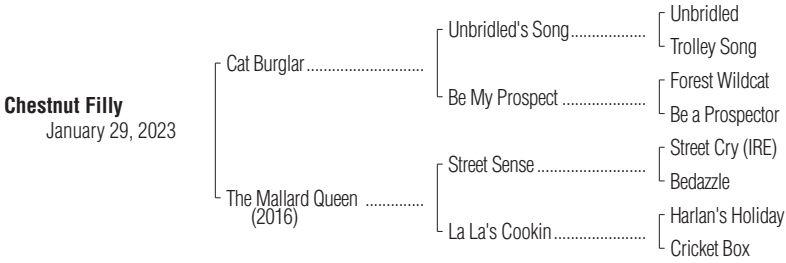 Chestnut Filly
January 29, 2023
Cat Burglar
The Mallard Queen
(2016)
Unbridled's Song
Be My Prospect
Street Sense
La La's Cookin
Unbridled
Trolley Song
Forest Wildcat
Be a Prospector
Street Cry (IRE)
Bedazzle
Harlan's Holiday
Cricket Box